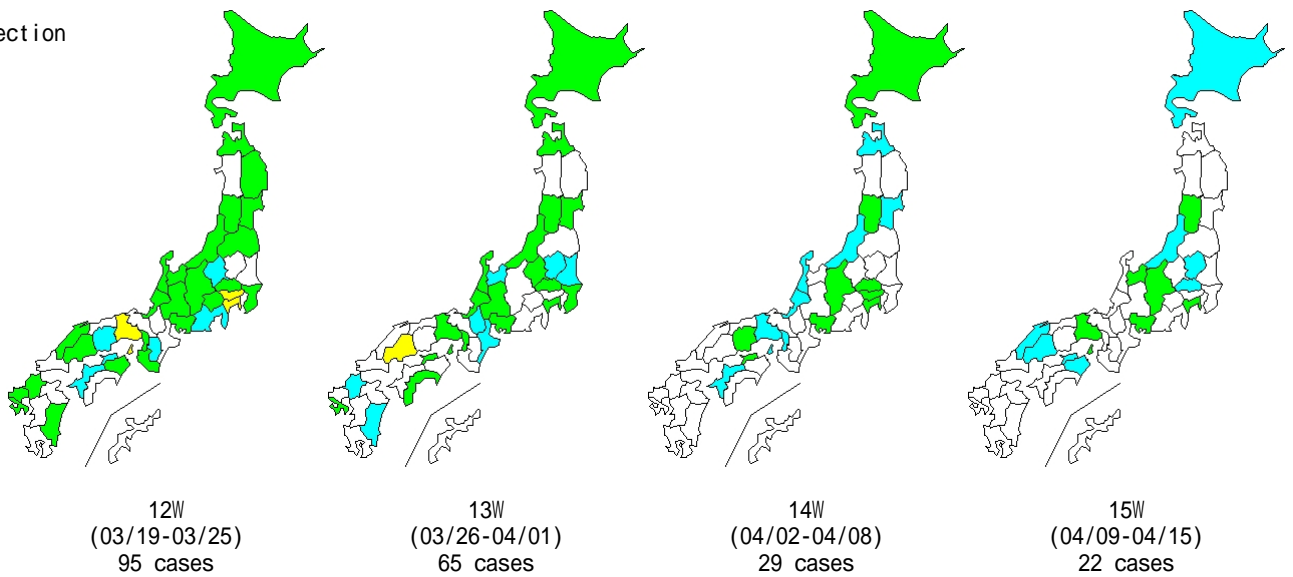 ection
12W
(03/19-03/25)
95 cases
13W
(03/26-04/01)
65 cases
14W
(04/02-04/08)
29 cases
15W
(04/09-04/15)
22 cases